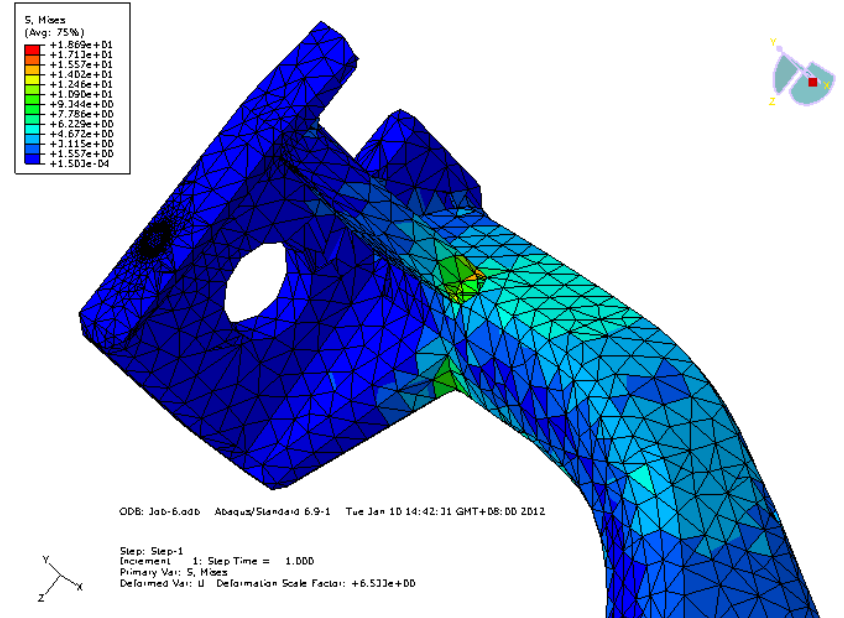 S, Mises
(Avg: 75%)
+1.869e+01
+1.713e+01
+1.557e+01
+1.402e+01
+1.246e+01
+1.090e+01
+9.344e+00
+7.786e+00
+6.229e+00
+4.672e+00
+3.115e+00
+1.557e+00
+1.503e-04
Y
X
Z
ODB: Job-6.odb Abaqus/Standard 6.9-1 Tue Jan 10 14:42:31 GMT+08:00 2012
Step: Step-1
Increment 1: Step Time = 1.000
Primary Var: S, Mises
Deformed Var: U Deformation Scale Factor: +6.533e+00
Y
X
Z